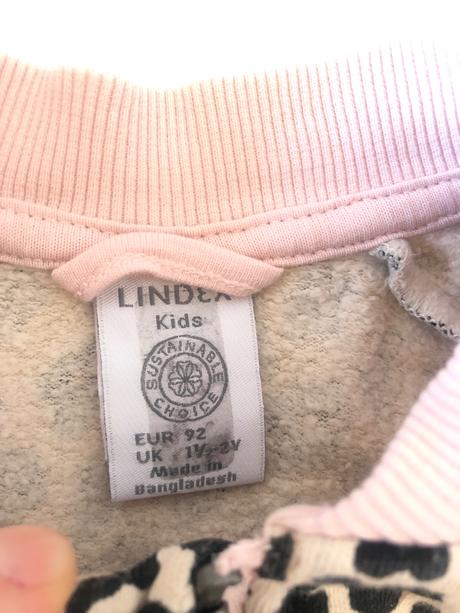 LINDEX
Kids
SUSTAINABLE
CHOICE
EUR 92
UK 1½-2Y
Made in
Bangladesh